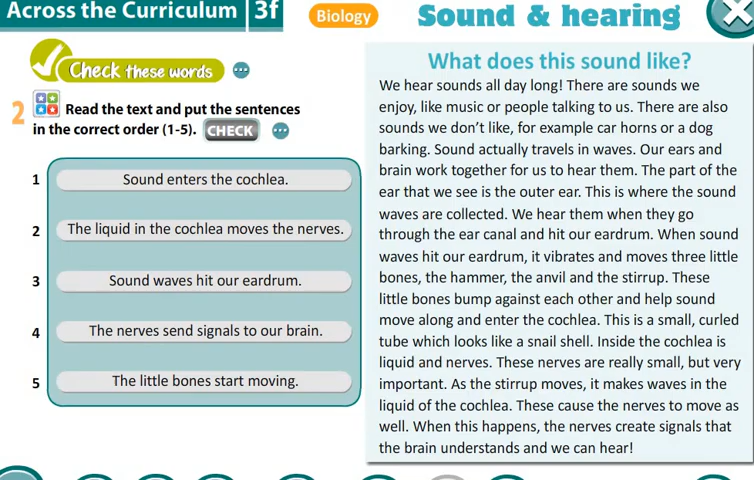 Across the Curriculum 3f
Biology
Sound & hearing
Check these words
2 Read the text and put the sentences
in the correct order (1-5). CHECK
1 Sound enters the cochlea.
2 The liquid in the cochlea moves the nerves.
3 Sound waves hit our eardrum.
4 The nerves send signals to our brain.
5 The little bones start moving.
What does this sound like?
We hear sounds all day long! There are sounds we
enjoy, like music or people talking to us. There are also
sounds we don't like, for example car horns or a dog
barking. Sound actually travels in waves. Our ears and
brain work together for us to hear them. The part of the
ear that we see is the outer ear. This is where the sound
waves are collected. We hear them when they go
through the ear canal and hit our eardrum. When sound
waves hit our eardrum, it vibrates and moves three little
bones, the hammer, the anvil and the stirrup. These
little bones bump against each other and help sound
move along and enter the cochlea. This is a small, curled
tube which looks like a snail shell. Inside the cochlea is
liquid and nerves. These nerves are really small, but very
important. As the stirrup moves, it makes waves in the
liquid of the cochlea. These cause the nerves to move as
well. When this happens, the nerves create signals that
the brain understands and we can hear!